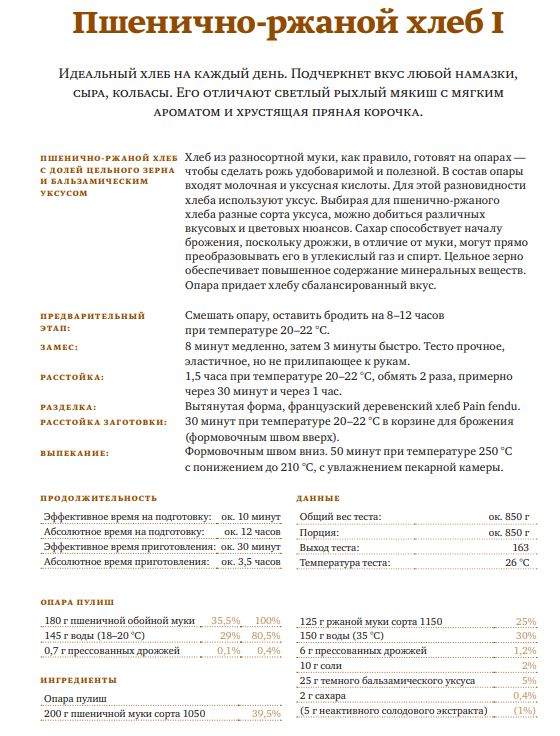 Пшенично-ржаной хлеб I
Идеальный хлеб на каждый день. Подчеркнет вкус любой намазки,
сыра, колбасы. Его отличают светлый рыхлый мякиш с мягким
ароматом и хрустящая пряная корочка.
пшенично-ржаной хлеб
с долей цельного зерна
и бальзамическим
уксусом
Хлеб из разносортной муки, как правило, готовят на опарах —
чтобы сделать рожь удобоваримой и полезной. В состав опары
входят молочная и уксусная кислоты. Для этой разновидности
хлеба используют уксус. Выбирая для пшенично-ржаного
хлеба разные сорта уксуса, можно добиться различных
вкусовых и цветовых нюансов. Сахар способствует началу
брожения, поскольку дрожжи, в отличие от муки, могут прямо
преобразовывать его в углекислый газ и спирт. Цельное зерно
обеспечивает повышенное содержание минеральных веществ.
Опара придает хлебу сбалансированный вкус.
предварительный
этап:
Смешать опару, оставить бродить на 8–12 часов
при температуре 20–22 °C.
замес:
8 минут медленно, затем 3 минуты быстро. Тесто прочное,
эластичное, но не прилипающее к рукам.
расстойка:
1,5 часа при температуре 20–22 °C, обмять 2 раза, примерно
через 30 минут и через 1 час.
разделка:
Вытянутая форма, французский деревенский хлеб Pain fendu.
расстойка заготовки:
30 минут при температуре 20–22 °C в корзине для брожения
(формовочным швом вверх).
выпекание:
Формовочным швом вниз. 50 минут при температуре 250 °C
с понижением до 210 °C, с увлажнением пекарной камеры.
продолжительность
Эффективное время на подготовку: ок. 10 минут
Абсолютное время на подготовку: ок. 12 часов
Эффективное время приготовления: ок. 30 минут
Абсолютное время приготовления: ок. 3,5 часов
данные
Общий вес теста: ок. 850 г
Порция: ок. 850 г
Выход теста: 163
Температура теста: 26 °C
опара пулиш
180 г пшеничной обойной муки 35,5% 100%
145 г воды (18–20 °C) 29% 80,5%
0,7 г прессованных дрожжей 0,1% 0,4%
ингредиенты
Опара пулиш
200 г пшеничной муки сорта 1050 39,5%
125 г ржаной муки сорта 1150 25%
150 г воды (35 °C) 30%
6 г прессованных дрожжей 1,2%
10 г соли 2%
25 г темного бальзамического уксуса 5%
2 г сахара 0,4%
(5 г неактивного солодового экстракта) (1%)